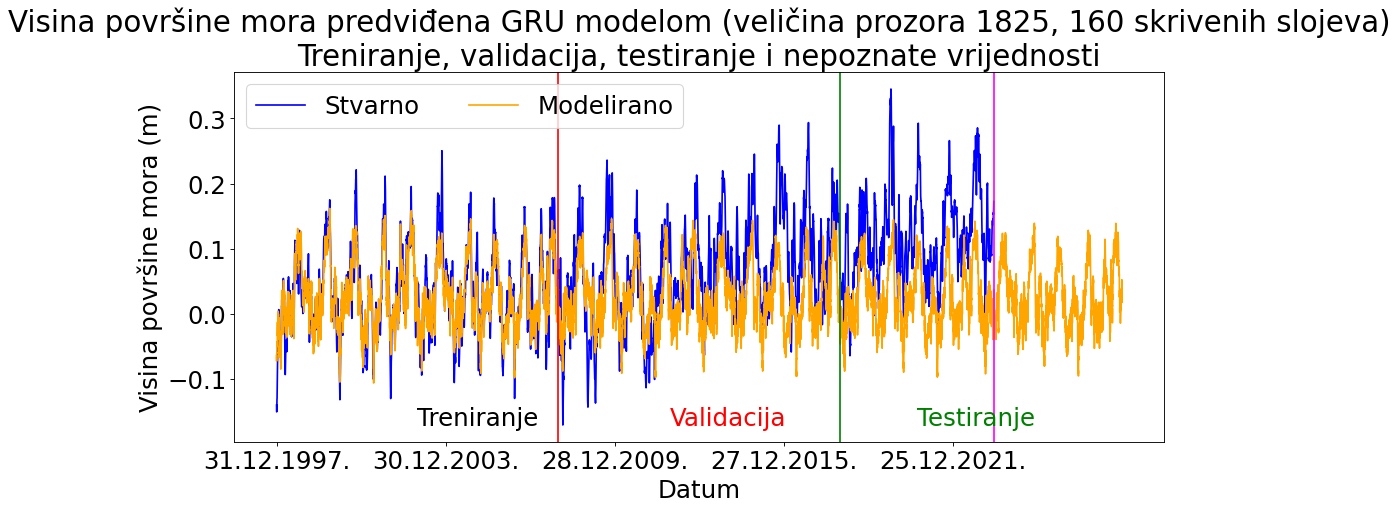 Visina površine mora predviđena GRU modelom (veličina prozora 1825, 160 skrivenih slojeva)
Treniranje, validacija, testiranje i nepoznate vrijednosti
Stvarno
Modelirano
Visina površine mora (m)
0.3
0.2
0.1
0.0
−0.1
Treniranje
Validacija
Testiranje
31.12.1997.
30.12.2003.
28.12.2009.
27.12.2015.
25.12.2021.
Datum